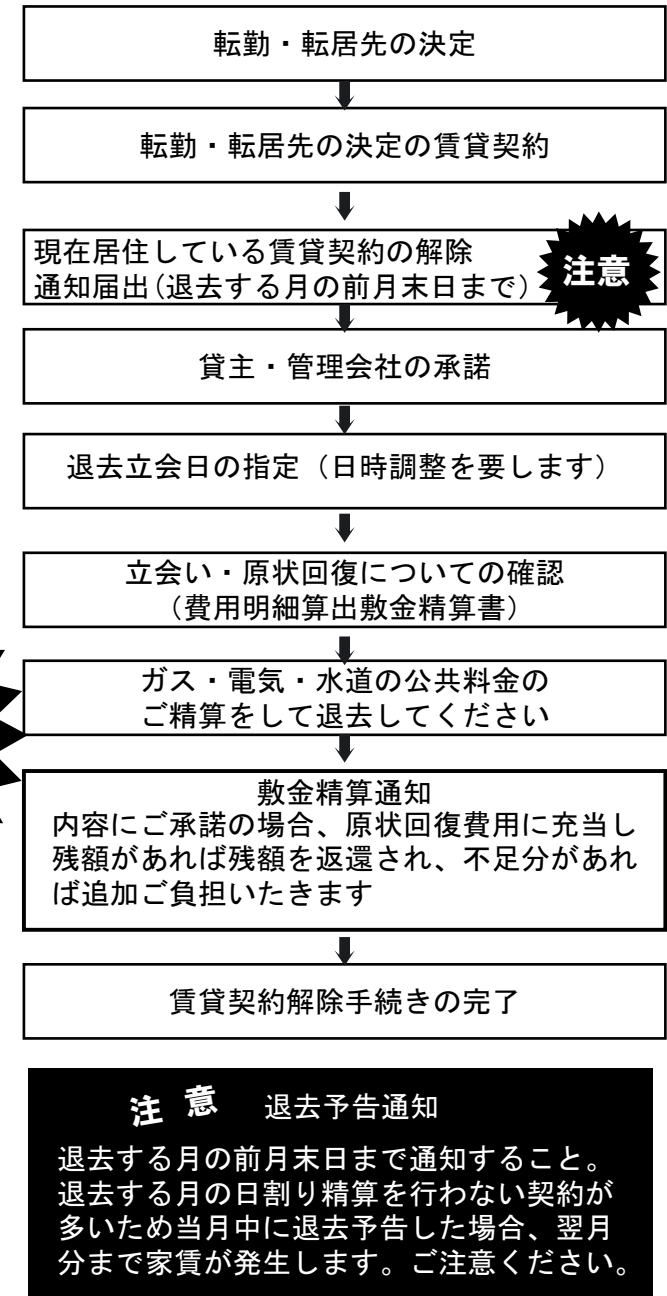 転勤・転居先の決定
転勤・転居先の決定の賃貸契約
現在居住している賃貸契約の解除
通知届出(退去する月の前月末日まで)
注意
貸主・管理会社の承諾
退去立会日の指定（日時調整を要します）
立会い・原状回復についての確認
（費用明細算出敷金精算書）
ガス・電気・水道の公共料金の
ご精算をして退去してください
敷金精算通知
内容にご承諾の場合、原状回復費用に充当し
残額があれば残額を返還され、不足分があれ
ば追加ご負担いたきます
賃貸契約解除手続きの完了
注意 退去予告通知
退去する月の前月末日まで通知すること。
退去する月の日割り精算を行わない契約が
多いため当月中に退去予告した場合、翌月
分まで家賃が発生します。ご注意ください。